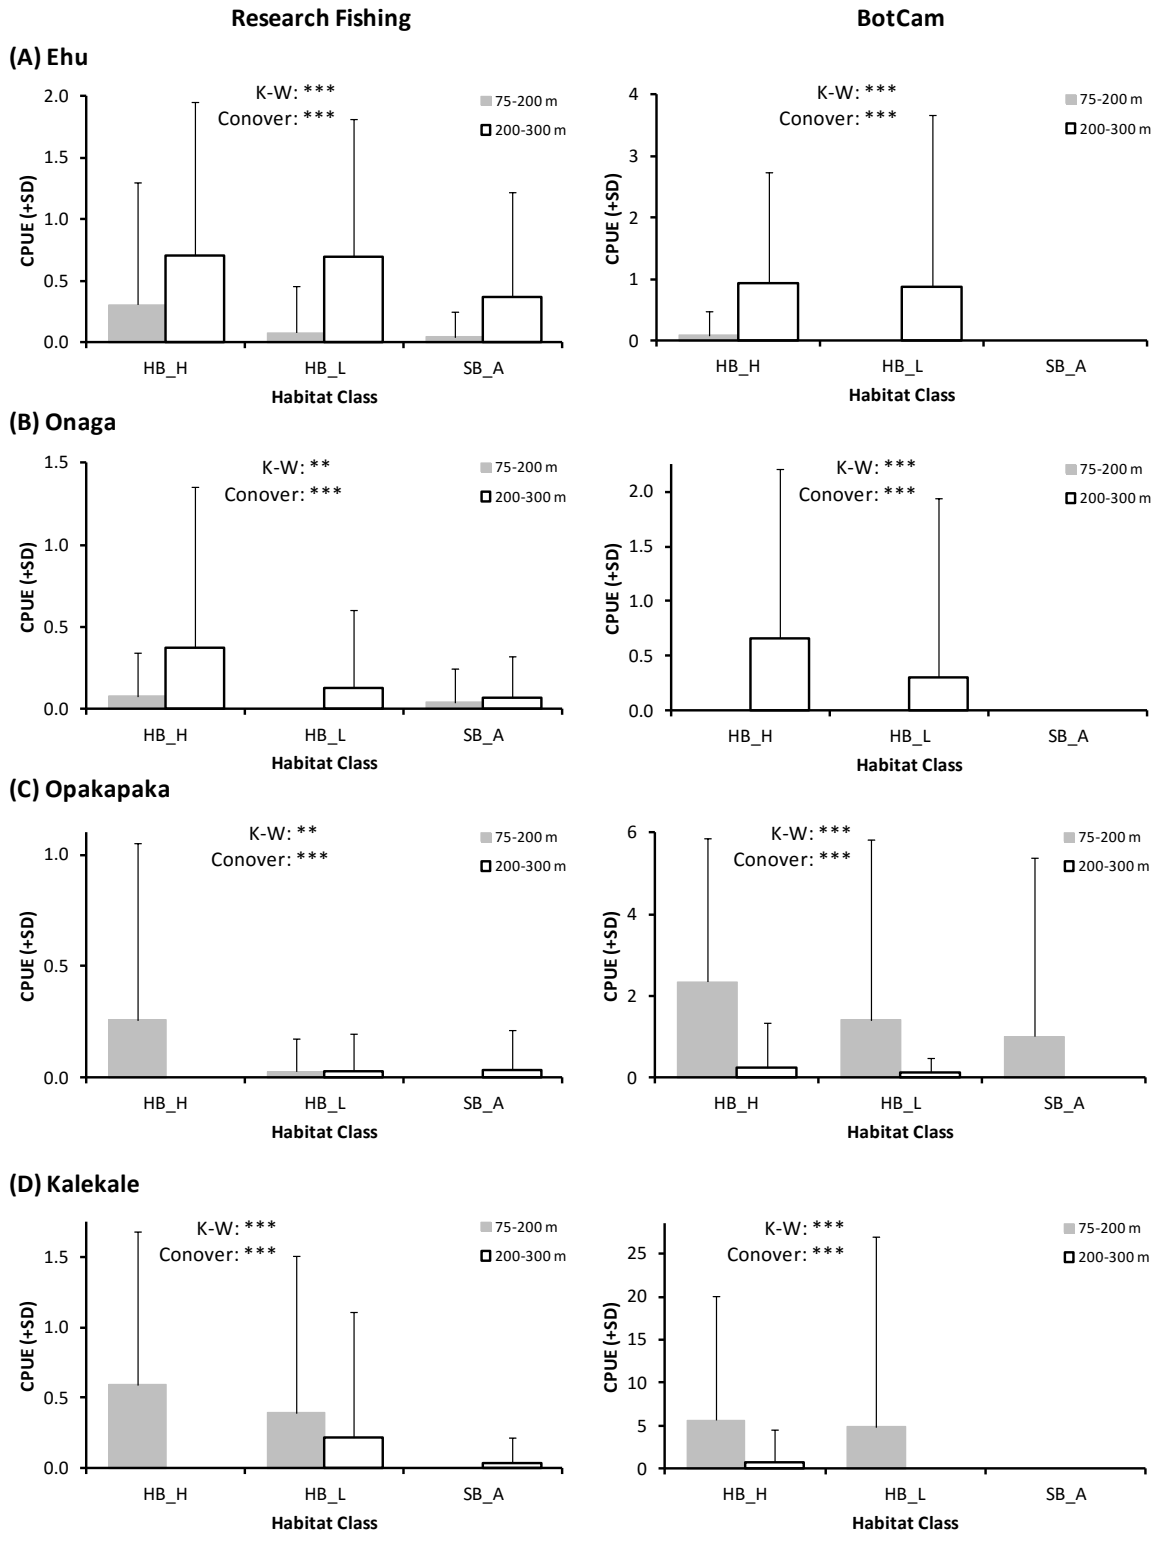 Research Fishing
BotCam
(A) Ehu
K-W: ***
Conover: ***
75-200 m
200-300 m
2.0
1.5
1.0
0.5
0.0
CPUE (+SD)
HB_H
HB_L
SB_A
Habitat Class
K-W: ***
Conover: ***
75-200 m
200-300 m
4
3
2
1
0
CPUE (+SD)
HB_H
HB_L
SB_A
Habitat Class
(B) Onaga
K-W: **
Conover: ***
75-200 m
200-300 m
1.5
1.0
0.5
0.0
CPUE (+SD)
HB_H
HB_L
SB_A
Habitat Class
K-W: ***
Conover: ***
75-200 m
200-300 m
2.0
1.5
1.0
0.5
0.0
CPUE (+SD)
HB_H
HB_L
SB_A
Habitat Class
(C) Opakapaka
K-W: **
Conover: ***
75-200 m
200-300 m
1.0
0.5
0.0
CPUE (+SD)
HB_H
HB_L
SB_A
Habitat Class
K-W: ***
Conover: ***
75-200 m
200-300 m
6
4
2
0
CPUE (+SD)
HB_H
HB_L
SB_A
Habitat Class
(D) Kalekale
K-W: ***
Conover: ***
75-200 m
200-300 m
1.5
1.0
0.5
0.0
CPUE (+SD)
HB_H
HB_L
SB_A
Habitat Class
K-W: ***
Conover: ***
75-200 m
200-300 m
25
20
15
10
5
0
CPUE (+SD)
HB_H
HB_L
SB_A
Habitat Class